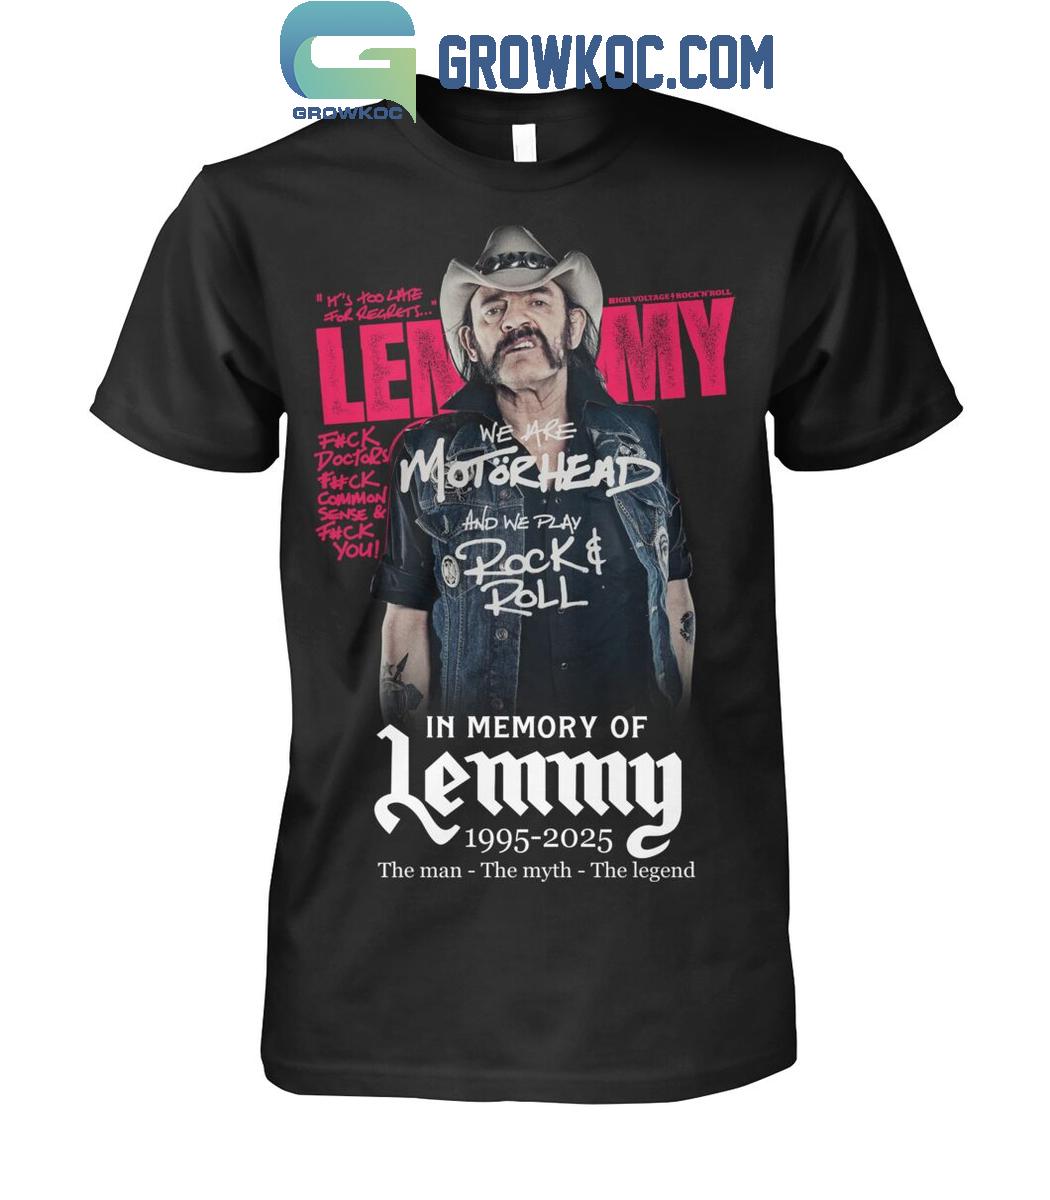 GROWKOC.COM
GROWKOC
"IT'S TOO LATE
FOR REGRETS..."
HIGH VOLTAGE ROCK'N'ROLL
LEMMY
F#CK
DOCTORS
F#CK
COMMON
SENSE &
F#CK
YOU!
WE ARE
MOTÖRHEAD
AND WE PLAY
ROCK &
ROLL
IN MEMORY OF
Lemmy
1995-2025
The man - The myth - The legend